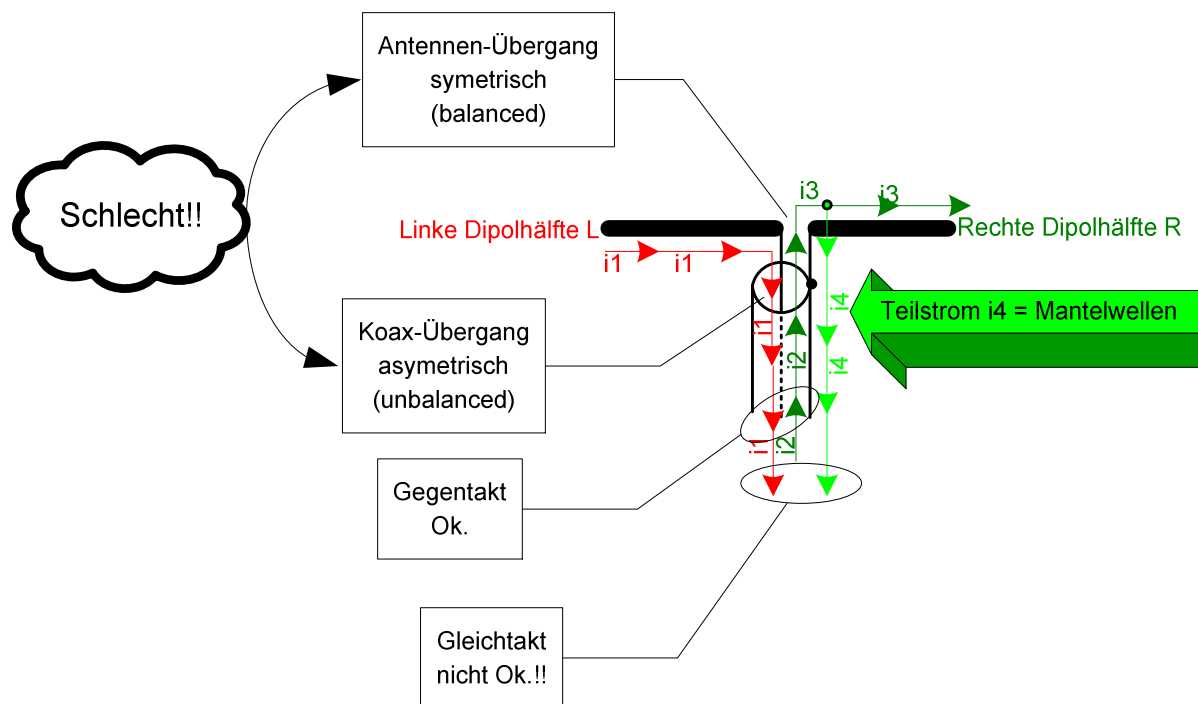 Antennen-Übergang
symetrisch
(balanced)
Schlecht!!
i3
i3
Linke Dipolhälfte L
Rechte Dipolhälfte R
i1
i1
i4
Teilstrom i4 = Mantelwellen
i1
Koax-Übergang
asymetrisch
(unbalanced)
i2
i4
i1
i2
Gegentakt
Ok.
Gleichtakt
nicht Ok.!!